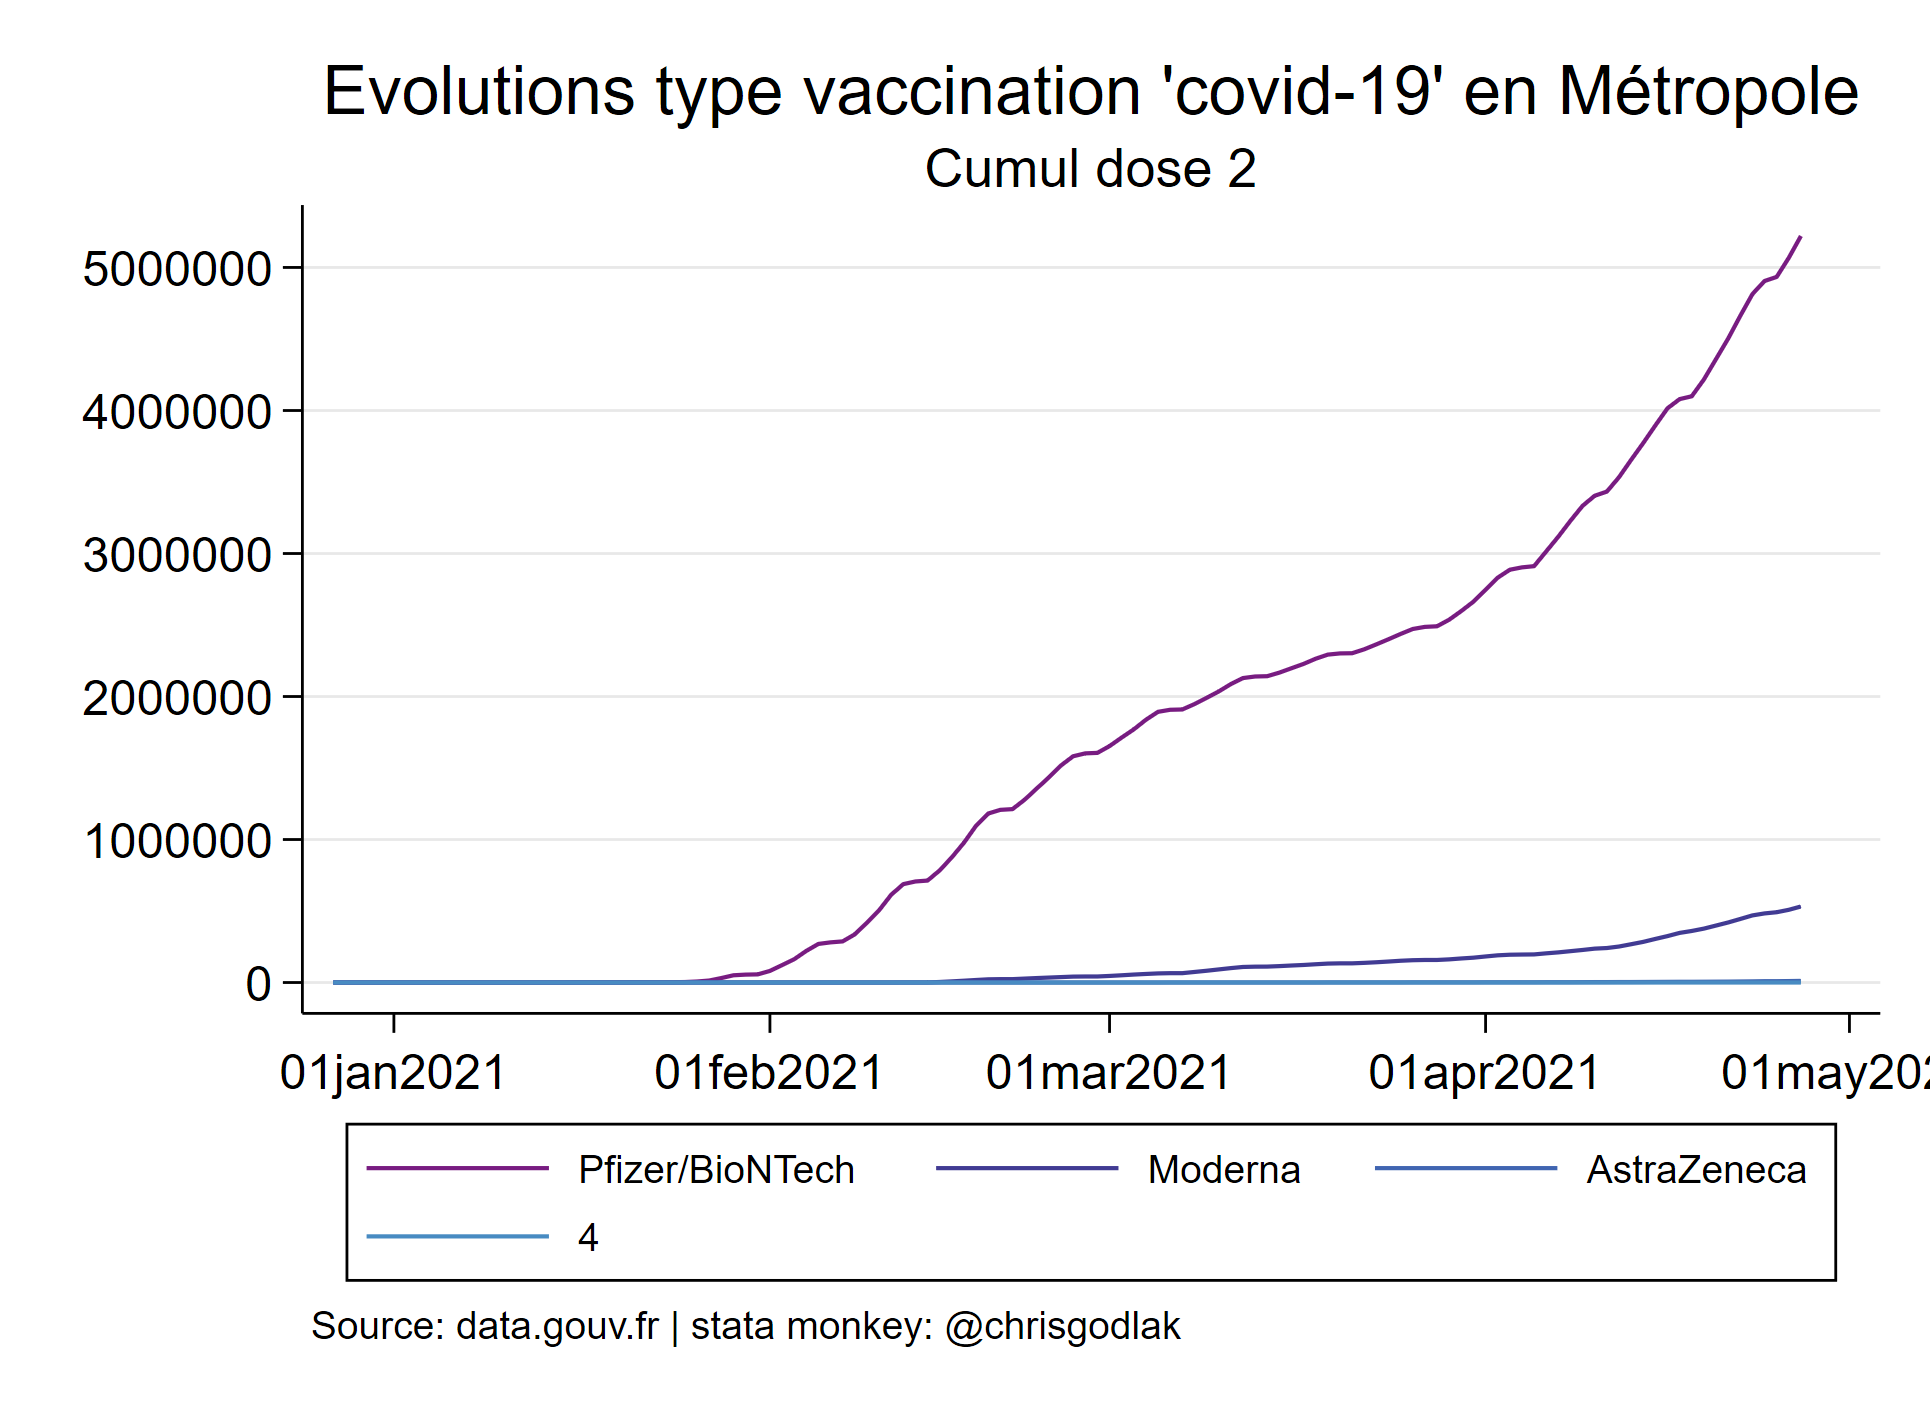 Evolutions type vaccination 'covid-19' en Métropole
Cumul dose 2
5000000
4000000
3000000
2000000
1000000
0
01jan2021 01feb2021 01mar2021 01apr2021 01may202
Pfizer/BioNTech Moderna AstraZeneca
4
Source: data.gouv.fr | stata monkey: @chrisgodlak